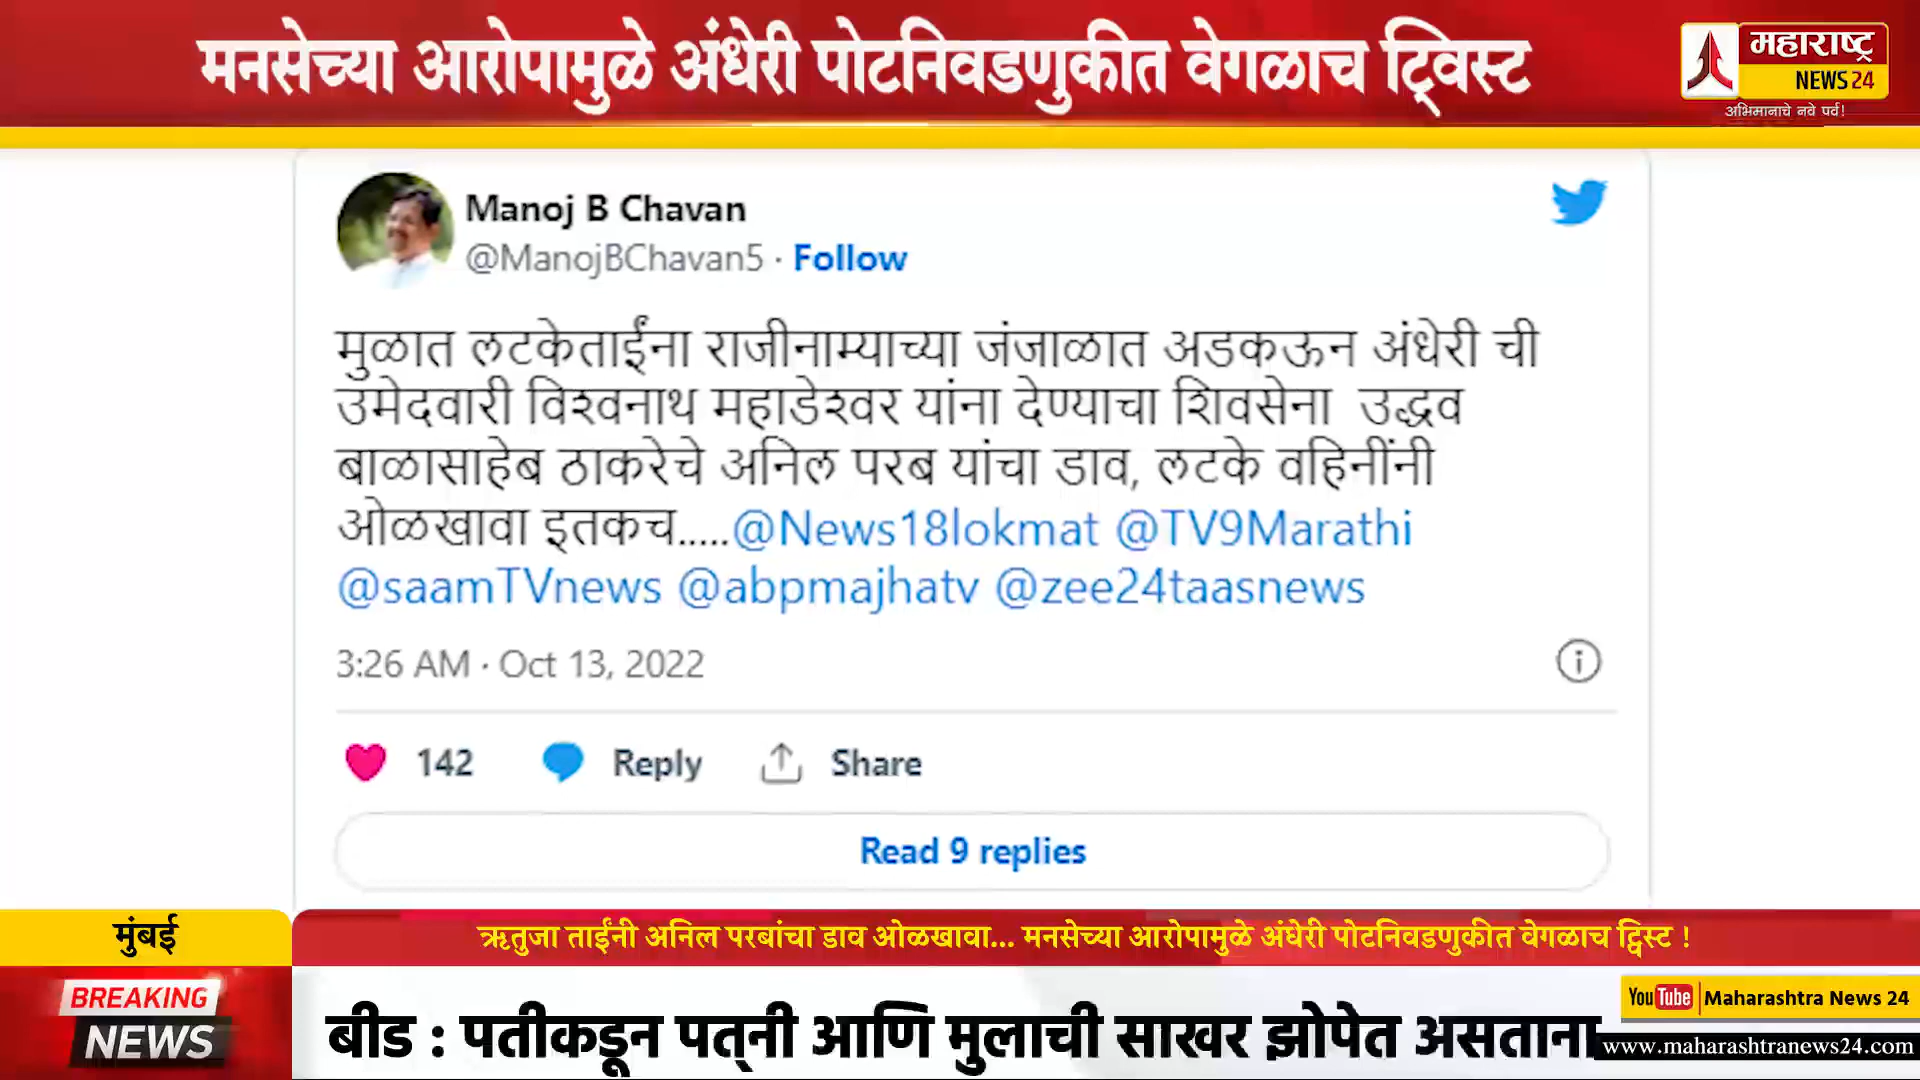 मनसेच्या आरोपामुळे अंधेरी पोटनिवडणुकीत वेगळाच ट्विस्ट
महाराष्ट्र
NEWS 24
अभिमानाचे नवे पर्व!
Manoj B Chavan
@ManojBChavan5 · Follow
मुळात लटकेताईंना राजीनाम्याच्या जंजाळात अडकऊन अंधेरी ची
उमेदवारी विश्वनाथ महाडेश्वर यांना देण्याचा शिवसेना उद्धव
बाळासाहेब ठाकरेचे अनिल परब यांचा डाव, लटके वहिनींनी
ओळखावा इतकच.....@News18lokmat @TV9Marathi
@saamTVnews @abpmajhatv @zee24taasnews
3:26 AM · Oct 13, 2022
142 Reply Share
Read 9 replies
मुंबई
ऋतुजा ताईंनी अनिल परबांचा डाव ओळखावा... मनसेच्या आरोपामुळे अंधेरी पोटनिवडणुकीत वेगळाच ट्विस्ट !
BREAKING
NEWS
बीड : पतीकडून पत्नी आणि मुलाची साखर झोपेत असताना
YouTube Maharashtra News 24
www.maharashtranews24.com